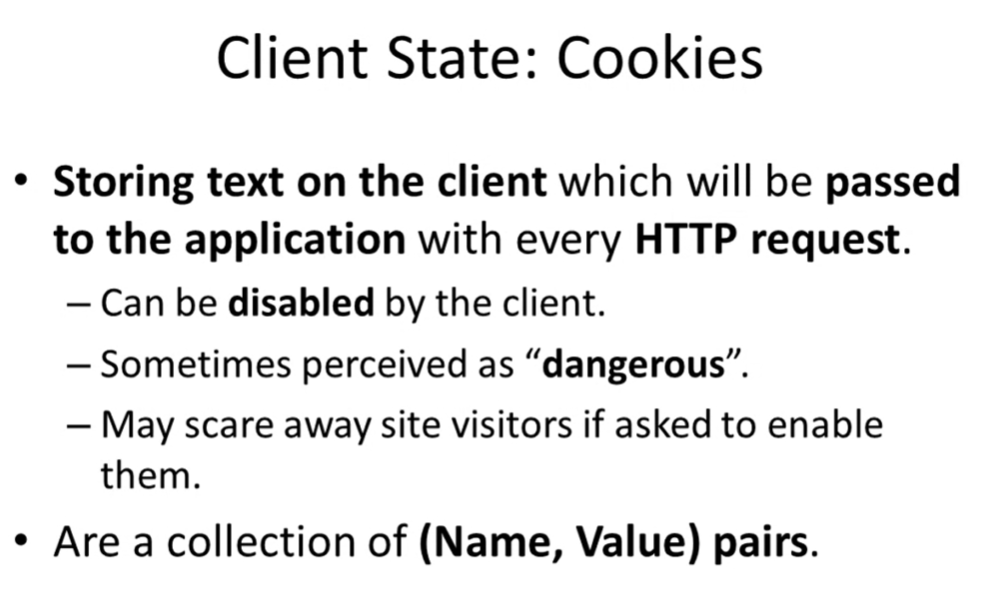 Client State: Cookies
• Storing text on the client which will be passed
to the application with every HTTP request.
– Can be disabled by the client.
– Sometimes perceived as “dangerous”.
– May scare away site visitors if asked to enable
them.
• Are a collection of (Name, Value) pairs.